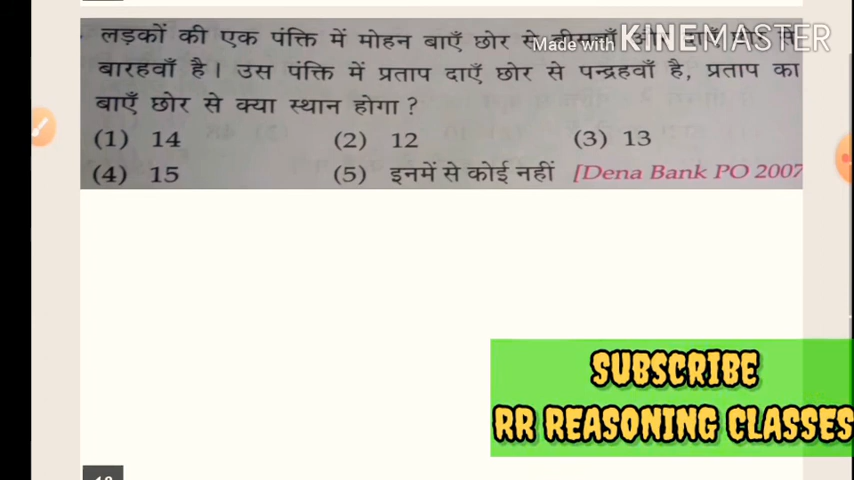 लड़कों की एक पंक्ति में मोहन बाएँ छोर से
Made with KINEMASTER
बारहवाँ है। उस पंक्ति में प्रताप दाएँ छोर से पन्द्रहवाँ है, प्रताप का
बाएँ छोर से क्या स्थान होगा ?
(1) 14 (2) 12 (3) 13
(4) 15 (5) इनमें से कोई नहीं [Dena Bank PO 2007
SUBSCRIBE
RR REASONING CLASSES